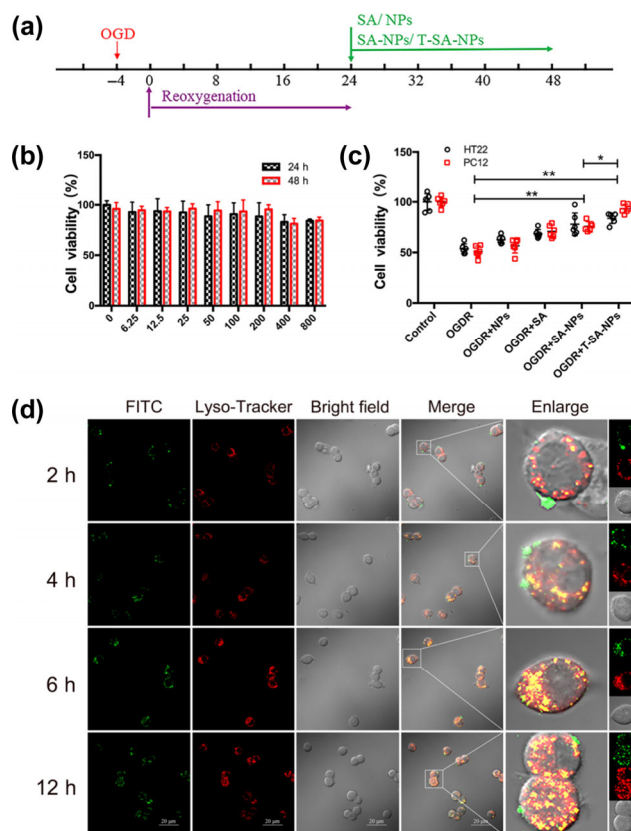 (a)
OGD
SA/ NPs
SA-NPs/ T-SA-NPs
−4 0 8 16 24 32 40 48
Reoxygenation
(b)
Cell viability (%)
150
100
50
0
24 h
48 h
0 6.25 12.5 25 50 100 200 400 800
(c)
Cell viability (%)
150
100
50
0
HT22
PC12
**
**
*
Control OGDR OGDR+NPs OGDR+SA OGDR+SA-NPs OGDR+T-SA-NPs
(d)
FITC Lyso-Tracker Bright field Merge Enlarge
2 h
4 h
6 h
12 h
20 μm 20 μm 20 μm 20 μm